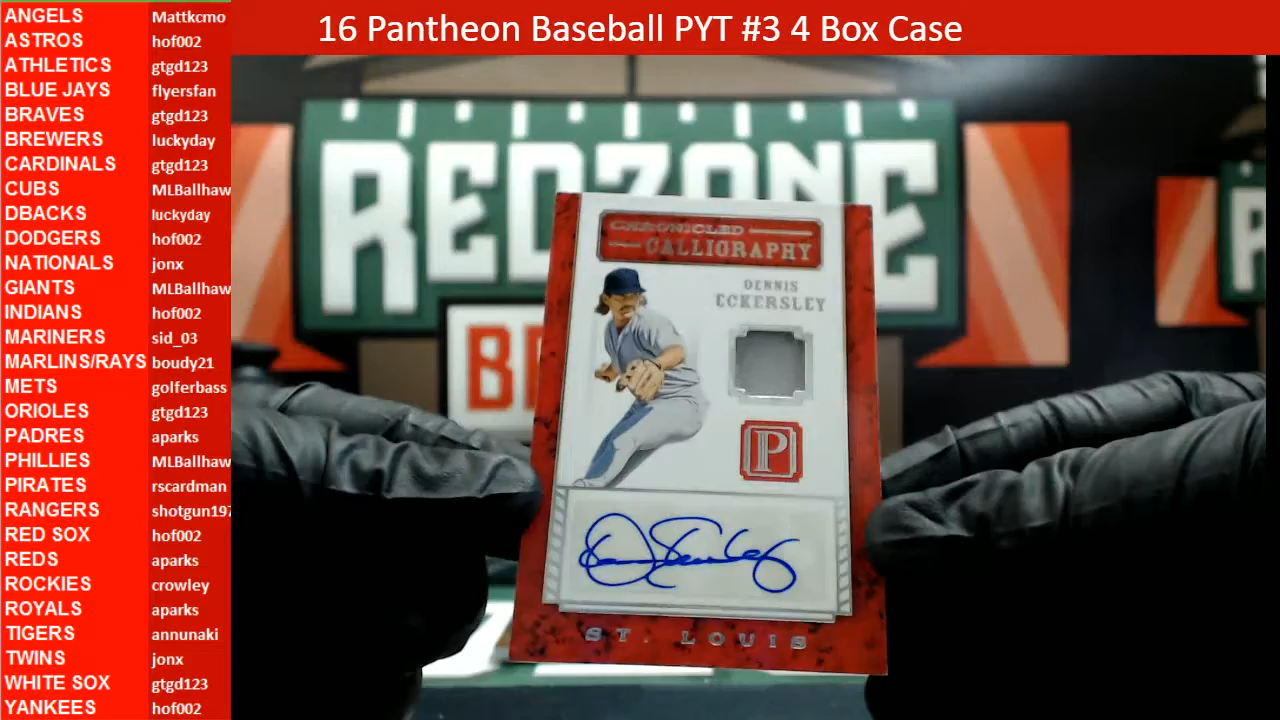 16 Pantheon Baseball PYT #3 4 Box Case
ANGELS Mattkcmo
ASTROS hof002
ATHLETICS gtgd123
BLUE JAYS flyersfan
BRAVES gtgd123
BREWERS luckyday
CARDINALS gtgd123
CUBS MLBallhaw
DBACKS luckyday
DODGERS hof002
NATIONALS jonx
GIANTS MLBallhaw
INDIANS hof002
MARINERS sid_03
MARLINS/RAYS boudy21
METS golferbass
ORIOLES gtgd123
PADRES aparks
PHILLIES MLBallhaw
PIRATES rscardman
RANGERS shotgun197
RED SOX hof002
REDS aparks
ROCKIES crowley
ROYALS aparks
TIGERS annunaki
TWINS jonx
WHITE SOX gtgd123
YANKEES hof002
REDZONE
CHRONICLED
CALLIGRAPHY
DENNIS
ECKERSLEY
P
ST. LOUIS